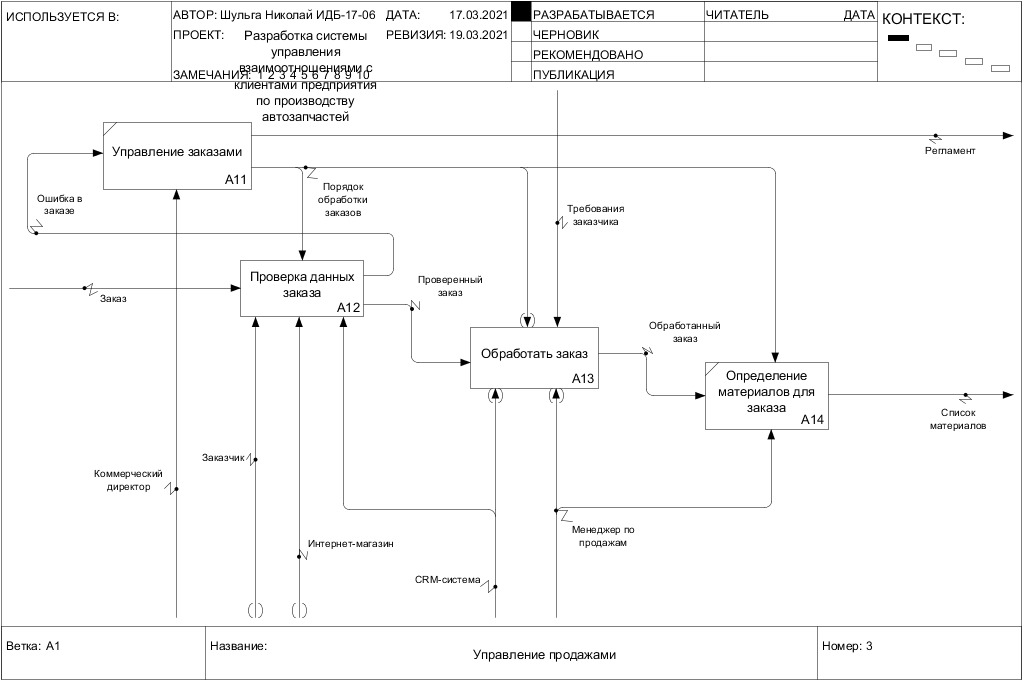 ИСПОЛЬЗУЕТСЯ В:
АВТОР: Шульга Николай ИДБ-17-06
ДАТА: 17.03.2021
ПРОЕКТ:
Разработка системы
управления
взаимоотношениями с
клиентами предприятия
по производству
автозапчастей
РЕВИЗИЯ: 19.03.2021
ЗАМЕЧАНИЯ: 1 2 3 4 5 6 7 8 9 10
РАЗРАБАТЫВАЕТСЯ
ЧЕРНОВИК
РЕКОМЕНДОВАНО
ПУБЛИКАЦИЯ
ЧИТАТЕЛЬ
ДАТА
КОНТЕКСТ:
Управление заказами
A11
Регламент
Ошибка в
заказе
Порядок
обработки
заказов
Требования
заказчика
Проверка данных
заказа
A12
Заказ
Проверенный
заказ
Обработать заказ
A13
Обработанный
заказ
Определение
материалов для
заказа
A14
Список
материалов
Заказчик
Коммерческий
директор
Интернет-магазин
CRM-система
Менеджер по
продажам
Ветка: A1
Название:
Управление продажами
Номер: 3